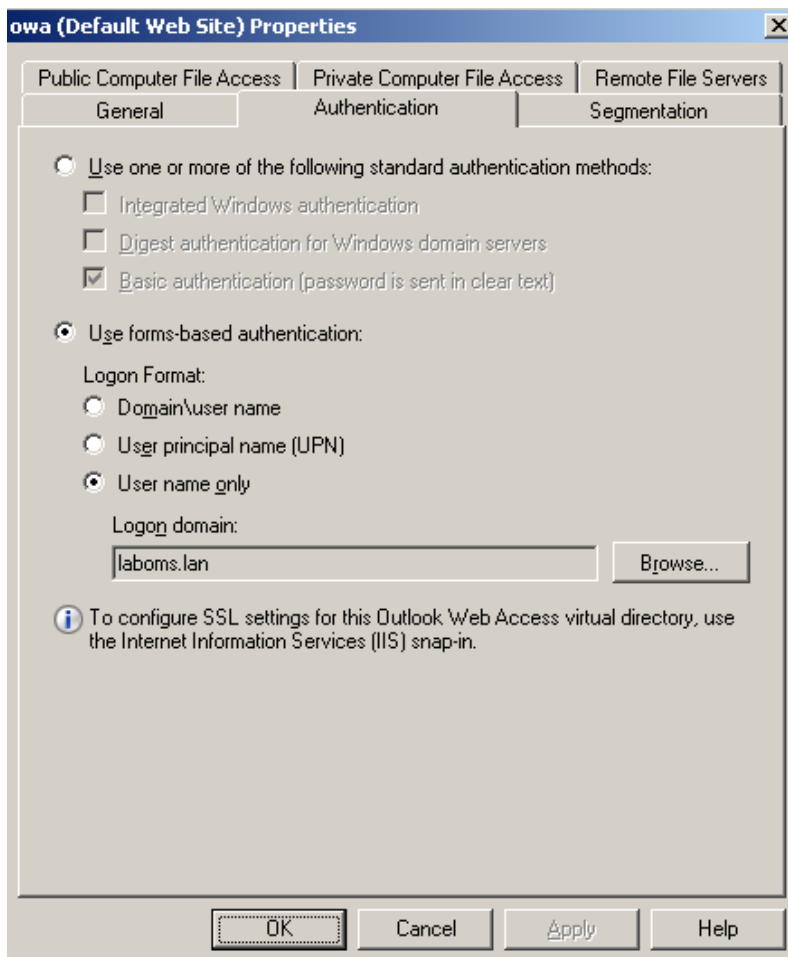 owa (Default Web Site) Properties
Public Computer File Access
Private Computer File Access
Remote File Servers
General
Authentication
Segmentation
Use one or more of the following standard authentication methods:
Integrated Windows authentication
Digest authentication for Windows domain servers
Basic authentication (password is sent in clear text)
Use forms-based authentication:
Logon Format:
Domain\user name
User principal name (UPN)
User name only
Logon domain:
laboms.lan
Browse...
To configure SSL settings for this Outlook Web Access virtual directory, use
the Internet Information Services (IIS) snap-in.
OK
Cancel
Apply
Help